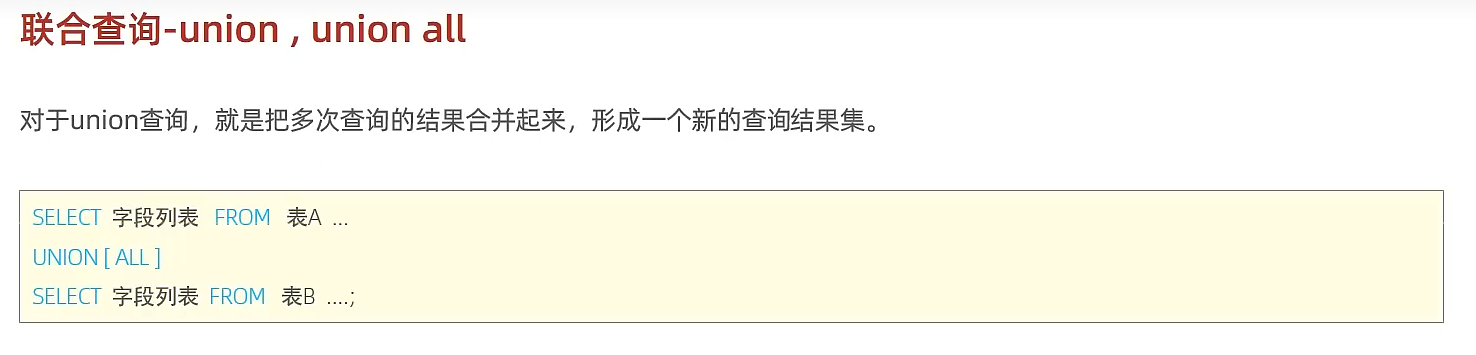 联合查询-union , union all
对于union查询，就是把多次查询的结果合并起来，形成一个新的查询结果集。
SELECT 字段列表 FROM 表A ...
UNION [ ALL ]
SELECT 字段列表 FROM 表B ....;